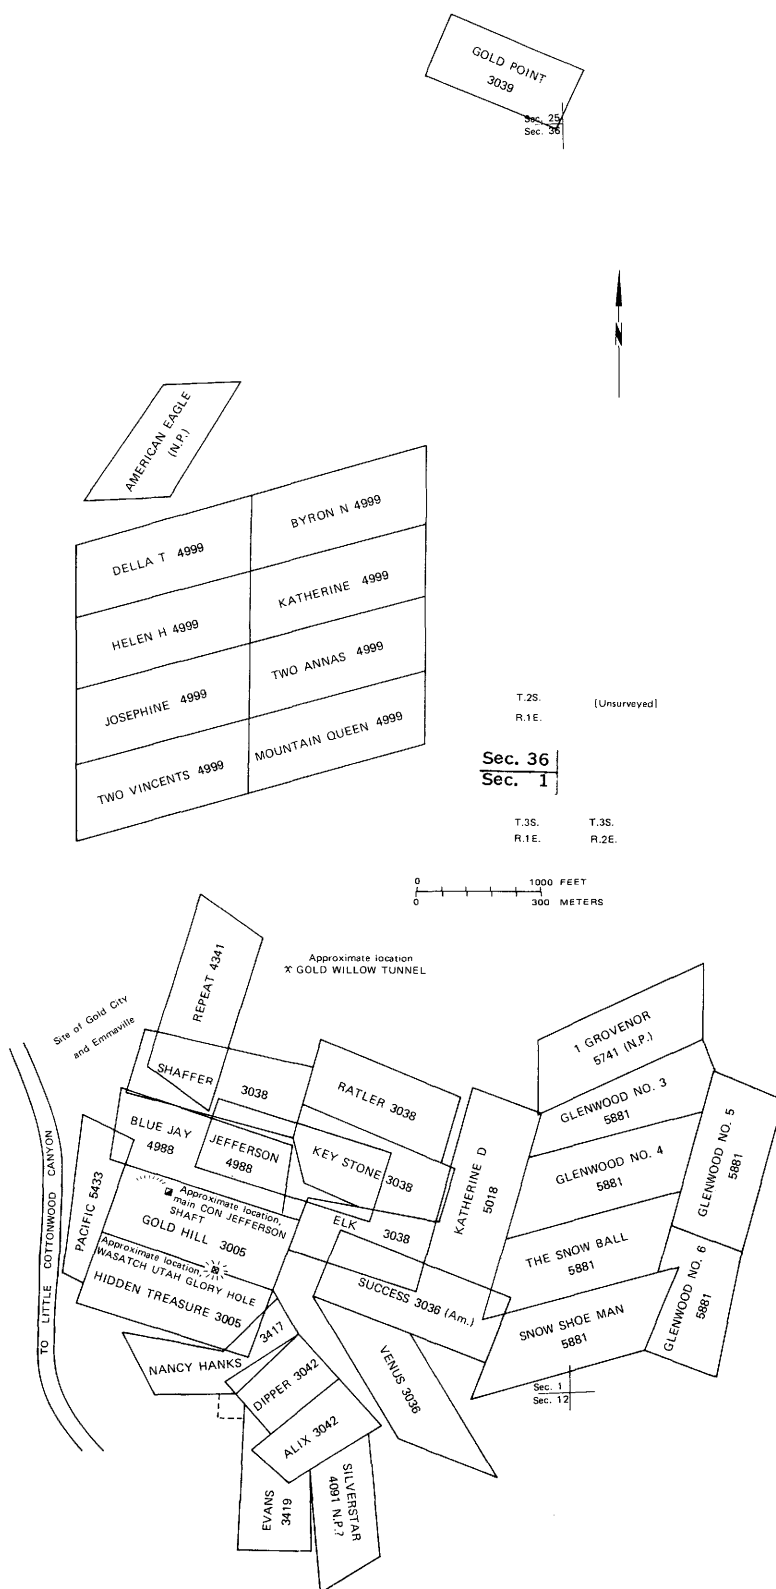 GOLD POINT
3039
Sec. 25
Sec. 36
N
AMERICAN EAGLE
(N.P.)
BYRON N 4999
DELLA T 4999
KATHERINE 4999
HELEN H 4999
TWO ANNAS 4999
JOSEPHINE 4999
MOUNTAIN QUEEN 4999
TWO VINCENTS 4999
T.2S.
[Unsurveyed]
R.1E.
Sec. 36
Sec. 1
T.3S. T.3S.
R.1E. R.2E.
0 1000 FEET
0 300 METERS
REPEAT 4341
Approximate location
GOLD WILLOW TUNNEL
Site of Gold City
and Emmaville
1 GROVENOR
5741 (N.P.)
SHAFFER 3038
RATLER 3038
GLENWOOD NO. 3
5881
GLENWOOD NO. 5
5881
BLUE JAY
4988
JEFFERSON
4988
KEY STONE 3038
KATHERINE D
5018
GLENWOOD NO. 4
5881
PACIFIC 5433
TO LITTLE COTTONWOOD CANYON
Approximate location,
main CON JEFFERSON
SHAFT
GOLD HILL 3005
ELK 3038
THE SNOW BALL
5881
Approximate location,
WASATCH UTAH GLORY HOLE
HIDDEN TREASURE 3005
SUCCESS 3036 (Am.)
GLENWOOD NO. 6
5881
SNOW SHOE MAN
5881
3417
NANCY HANKS
VENUS 3036
DIPPER 3042
Sec. 1
Sec. 12
ALIX 3042
EVANS
3419
SILVERSTAR
4091 N.P.?